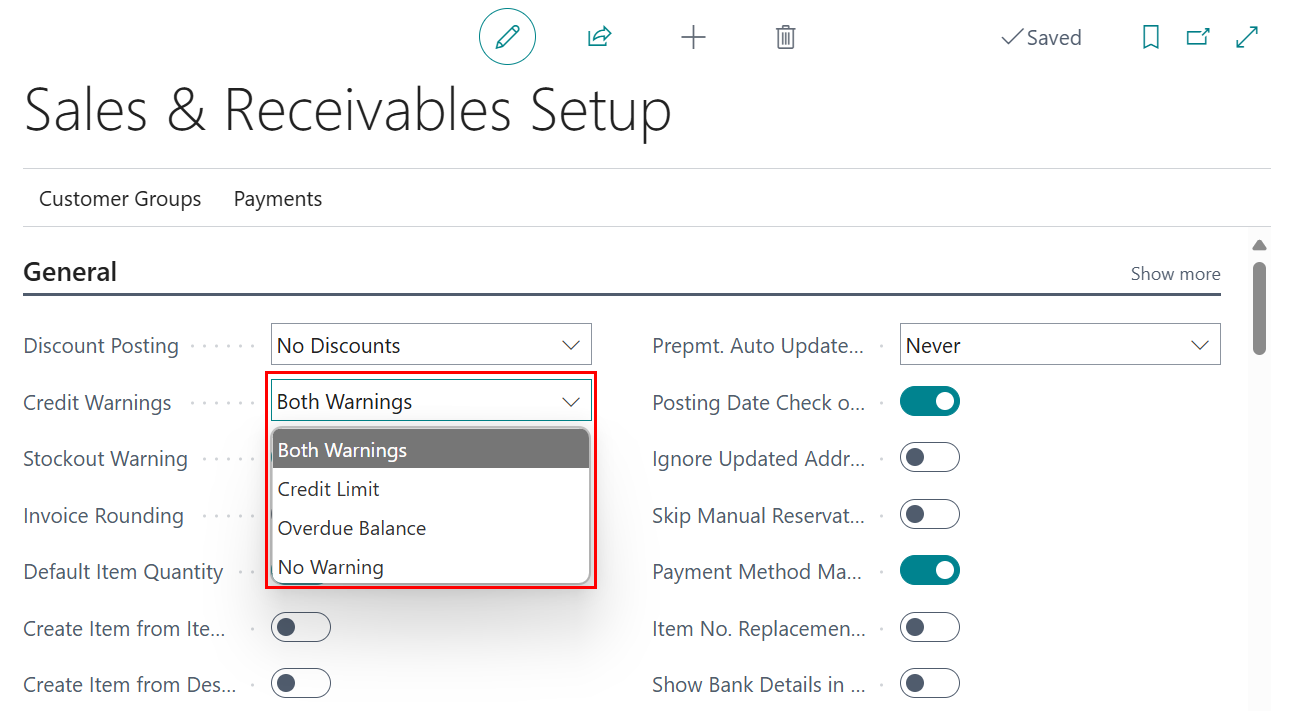 Saved
Sales & Receivables Setup
Customer Groups Payments
General Show more
Discount Posting No Discounts Prepmt. Auto Update... Never
Credit Warnings Both Warnings Posting Date Check o...
Both Warnings
Stockout Warning Ignore Updated Addr...
Credit Limit
Invoice Rounding Skip Manual Reservat...
Overdue Balance
Default Item Quantity No Warning Payment Method Ma...
Create Item from Ite... Item No. Replacemen...
Create Item from Des... Show Bank Details in ...